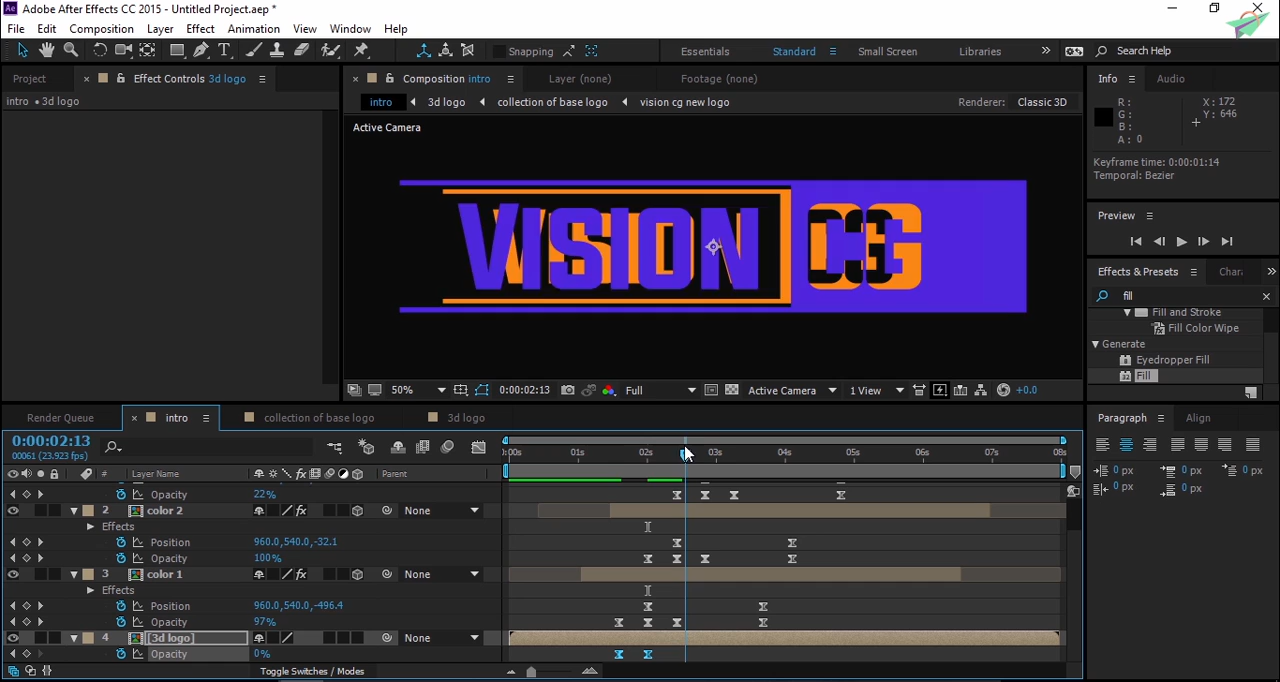 Ae Adobe After Effects CC 2015 - Untitled Project.aep *
File Edit Composition Layer Effect Animation View Window Help
Snapping Essentials Standard Small Screen Libraries Search Help
Project Effect Controls 3d logo
intro • 3d logo
Composition intro Layer (none) Footage (none)
intro 3d logo collection of base logo vision cg new logo Renderer: Classic 3D
Active Camera
VISION CG
50% 0:00:02:13 Full Active Camera 1 View +0.0
Info Audio
R : X : 172
G : Y : 646
B :
A : 0
Keyframe time: 0:00:01:14
Temporal: Bezier
Preview
Effects & Presets
fill
Fill and Stroke
Fill Color Wipe
Generate
Eyedropper Fill
Fill
Paragraph Align
0 px 0 px 0 px
0 px 0 px
Render Queue intro collection of base logo 3d logo
0:00:02:13
00061 (23.923 fps)
# Layer Name Parent
0:00s 01s 02s 03s 04s 05s 06s 07s 08s
Opacity 22%
2 color 2 None
Effects
Position 960.0,540.0,-32.1
Opacity 100%
3 color 1 None
Effects
Position 960.0,540.0,-496.4
Opacity 97%
4 [3d logo] None
Opacity 0%
Toggle Switches / Modes